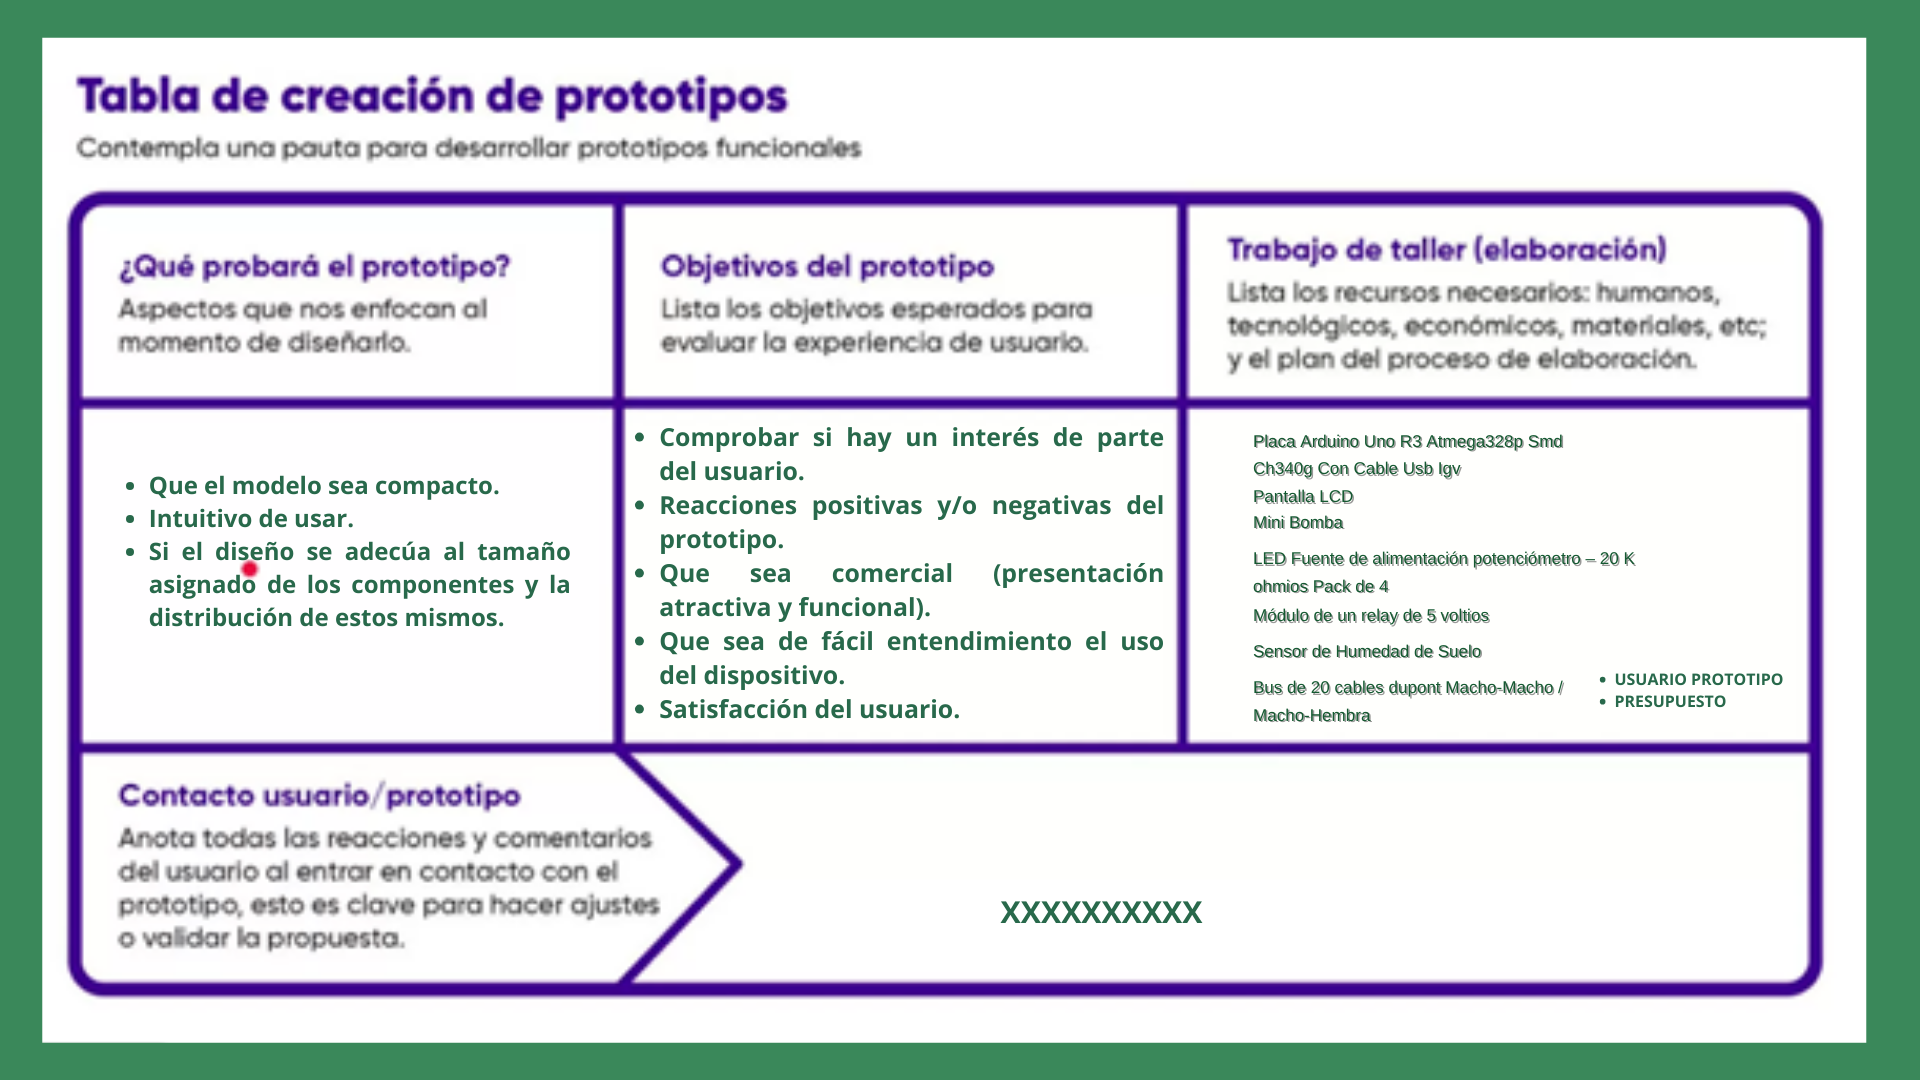 Tabla de creación de prototipos
Contempla una pauta para desarrollar prototipos funcionales
¿Qué probará el prototipo?
Aspectos que nos enfocan al
momento de diseñarlo.
Objetivos del prototipo
Lista los objetivos esperados para
evaluar la experiencia de usuario.
Trabajo de taller (elaboración)
Lista los recursos necesarios: humanos,
tecnológicos, económicos, materiales, etc;
y el plan del proceso de elaboración.
• Que el modelo sea compacto.
• Intuitivo de usar.
• Si el diseño se adecúa al tamaño
asignado de los componentes y la
distribución de estos mismos.
• Comprobar si hay un interés de parte
del usuario.
• Reacciones positivas y/o negativas del
prototipo.
• Que sea comercial (presentación
atractiva y funcional).
• Que sea de fácil entendimiento el uso
del dispositivo.
• Satisfacción del usuario.
Placa Arduino Uno R3 Atmega328p Smd
Ch340g Con Cable Usb Igv
Pantalla LCD
Mini Bomba
LED Fuente de alimentación potenciómetro – 20 K
ohmios Pack de 4
Módulo de un relay de 5 voltios
Sensor de Humedad de Suelo
Bus de 20 cables dupont Macho-Macho /
Macho-Hembra
• USUARIO PROTOTIPO
• PRESUPUESTO
Contacto usuario/prototipo
Anota todas las reacciones y comentarios
del usuario al entrar en contacto con el
prototipo, esto es clave para hacer ajustes
o validar la propuesta.
XXXXXXXXXX